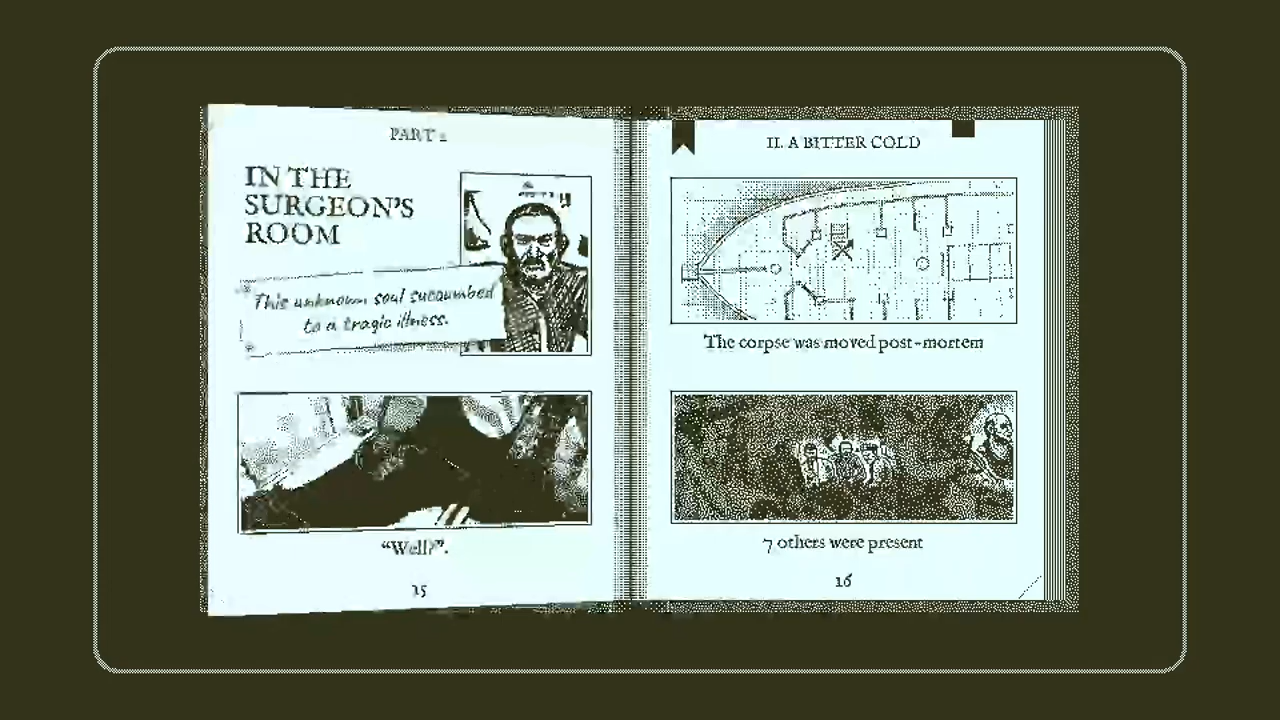 PART 2
IN THE
SURGEON'S
ROOM
This unknown soul succumbed
to a tragic illness.
"Well?".
15
II. A BITTER COLD
The corpse was moved post-mortem
7 others were present
16